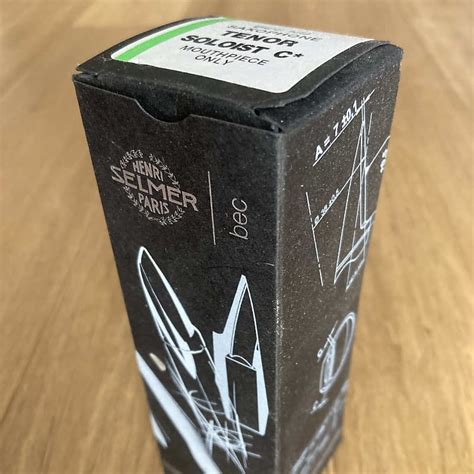 SAXOPHONE
TENOR
SOLOIST C*
MOUTHPIECE
ONLY
HENRI
SELMER
PARIS
bec
A = 7 ±0,1